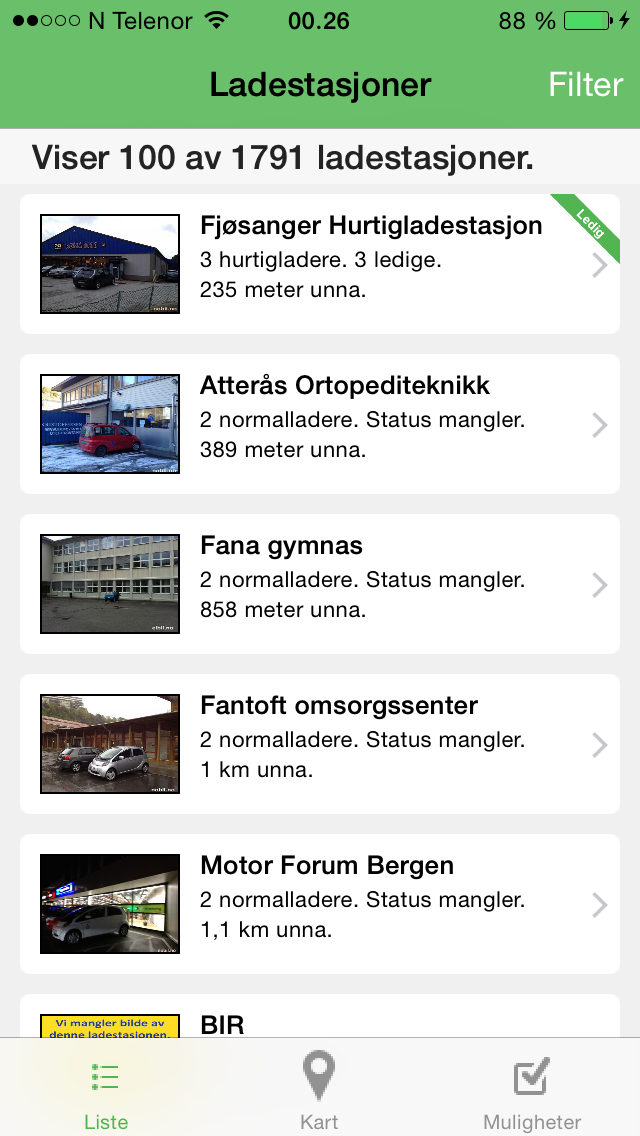 N Telenor 00.26 88 %
Ladestasjoner Filter
Viser 100 av 1791 ladestasjoner.
Fjøsanger Hurtigladestasjon
Ledig
3 hurtigladere. 3 ledige.
235 meter unna.
Atterås Ortopediteknikk
2 normalladere. Status mangler.
389 meter unna.
Fana gymnas
2 normalladere. Status mangler.
858 meter unna.
Fantoft omsorgssenter
2 normalladere. Status mangler.
1 km unna.
Motor Forum Bergen
2 normalladere. Status mangler.
1,1 km unna.
Vi mangler bilde av
denne ladestasjonen.
BIR
Liste Kart Muligheter